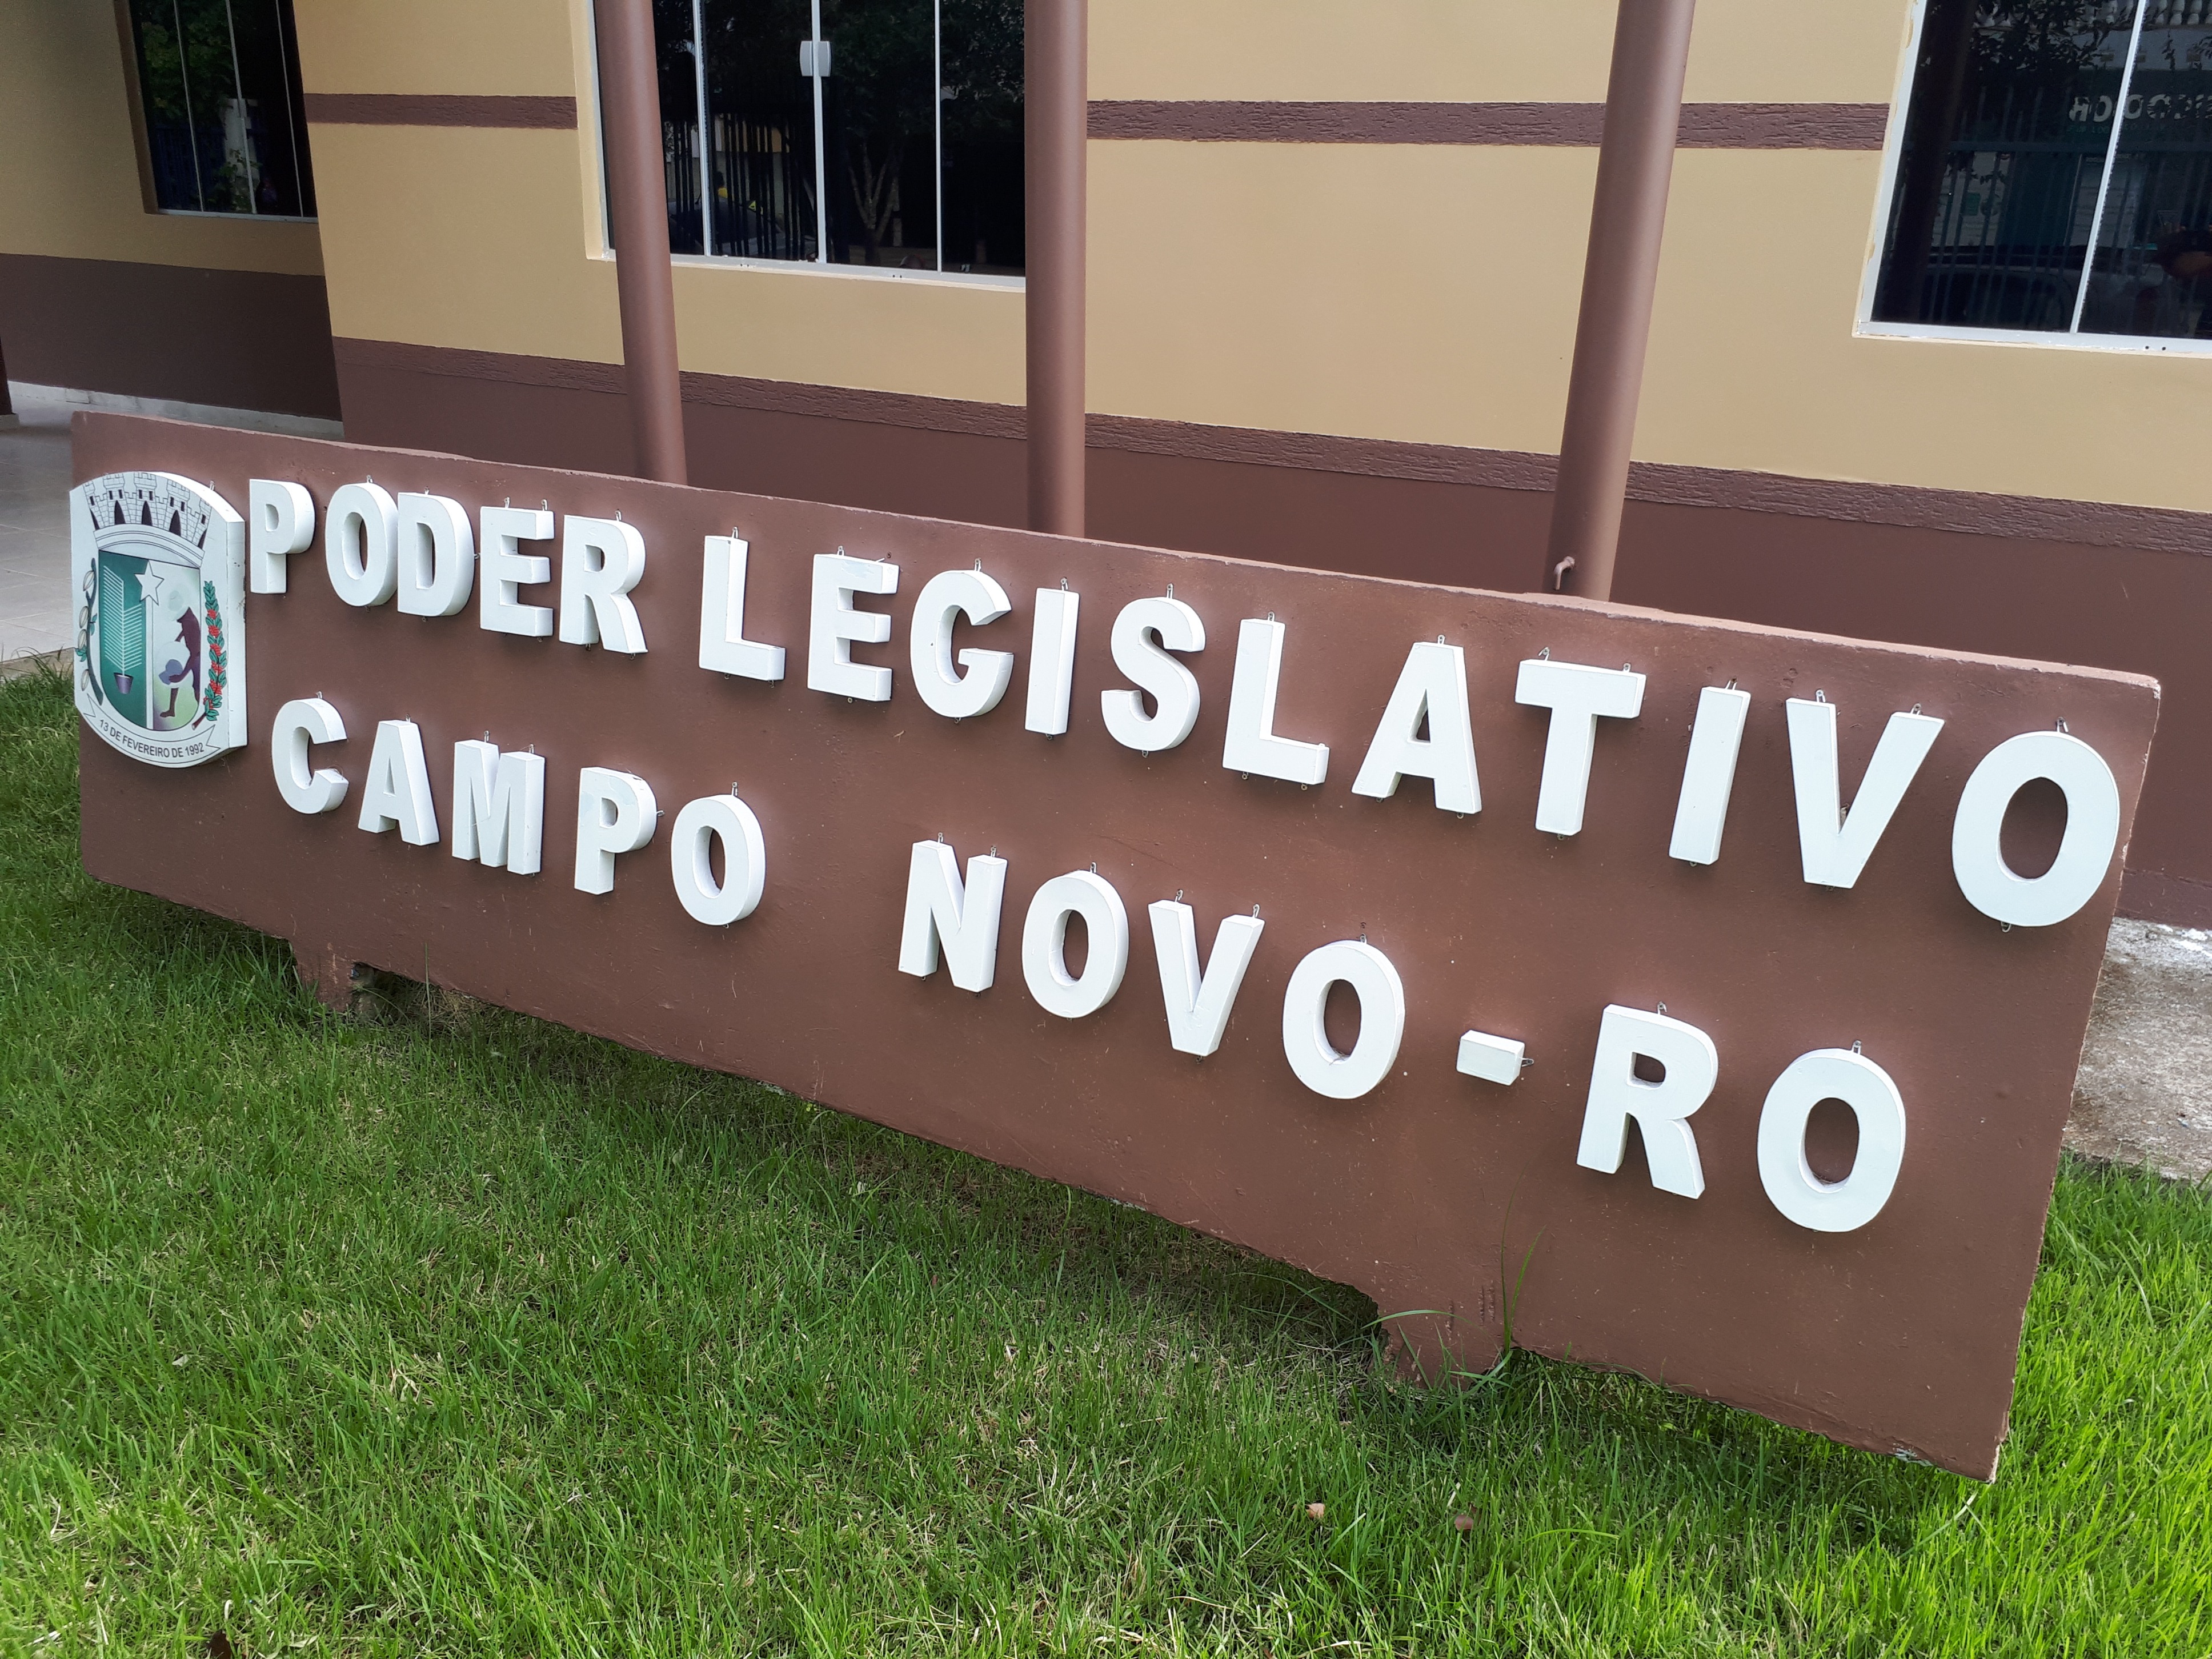 PODER LEGISLATIVO
CAMPO NOVO-RO
13 DE FEVEREIRO DE 1992